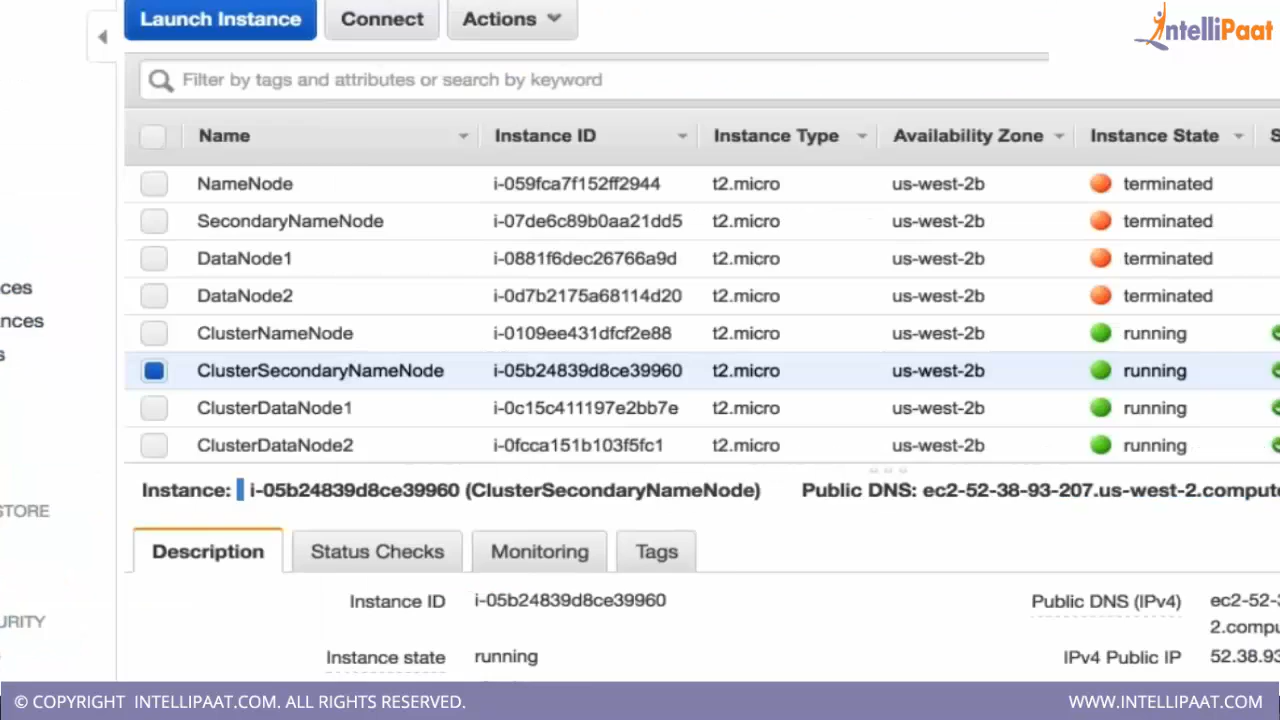 Launch Instance Connect Actions
IntelliPaat
Filter by tags and attributes or search by keyword
Name Instance ID Instance Type Availability Zone Instance State S
NameNode i-059fca7f152ff2944 t2.micro us-west-2b terminated
SecondaryNameNode i-07de6c89b0aa21dd5 t2.micro us-west-2b terminated
DataNode1 i-0881f6dec26766a9d t2.micro us-west-2b terminated
ces
DataNode2 i-0d7b2175a68114d20 t2.micro us-west-2b terminated
nces
ClusterNameNode i-0109ee431dfcf2e88 t2.micro us-west-2b running
s
ClusterSecondaryNameNode i-05b24839d8ce39960 t2.micro us-west-2b running
ClusterDataNode1 i-0c15c411197e2bb7e t2.micro us-west-2b running
ClusterDataNode2 i-0fcca151b103f5fc1 t2.micro us-west-2b running
Instance: i-05b24839d8ce39960 (ClusterSecondaryNameNode) Public DNS: ec2-52-38-93-207.us-west-2.compute
STORE
Description Status Checks Monitoring Tags
Instance ID i-05b24839d8ce39960 Public DNS (IPv4) ec2-52-3
URITY
2.compu
Instance state running IPv4 Public IP 52.38.93
© COPYRIGHT INTELLIPAAT.COM. ALL RIGHTS RESERVED. WWW.INTELLIPAAT.COM